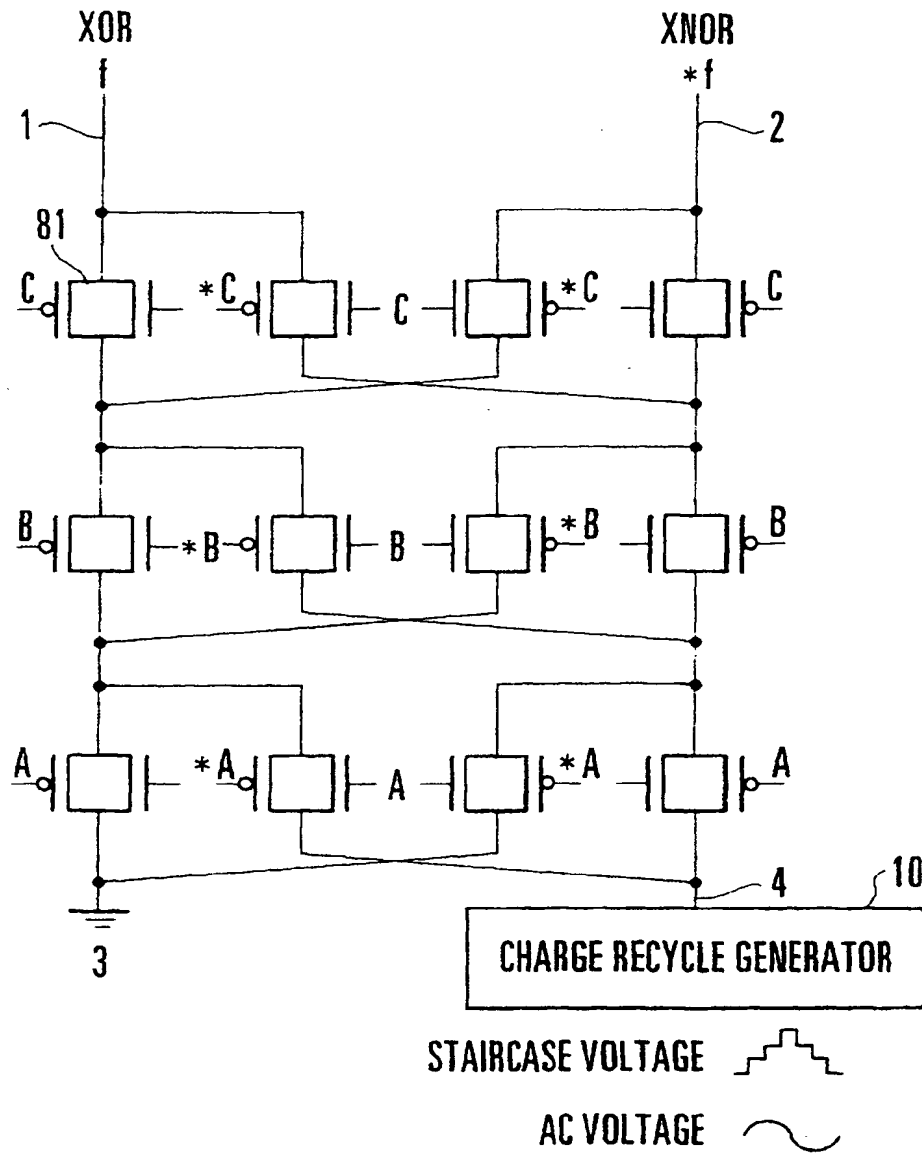 XOR XNOR
f *f
1 2
81
C *C C *C C
B *B B *B B
A *A A *A A
4 10
3
CHARGE RECYCLE GENERATOR
STAIRCASE VOLTAGE
AC VOLTAGE